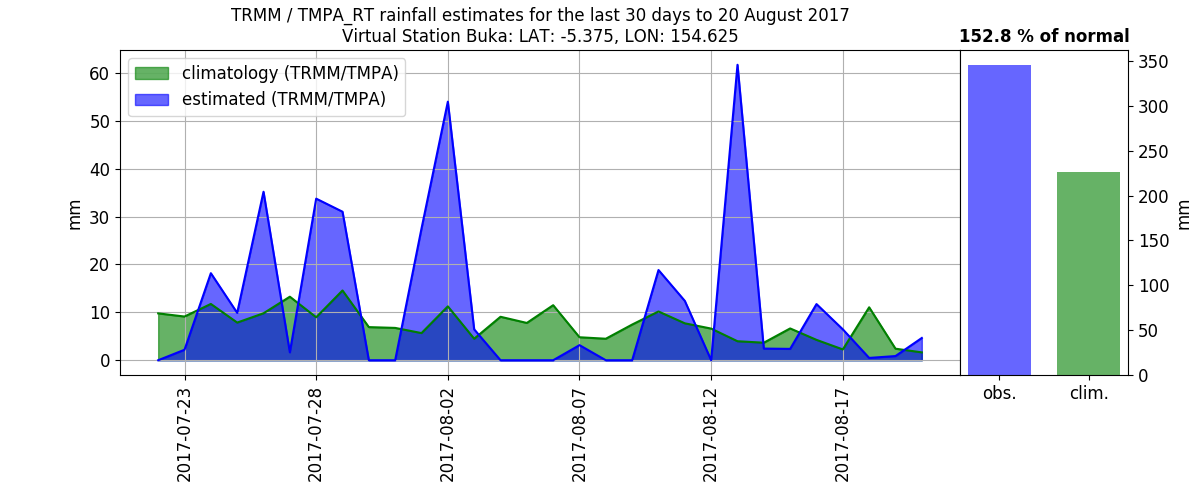 TRMM / TMPA_RT rainfall estimates for the last 30 days to 20 August 2017
Virtual Station Buka: LAT: -5.375, LON: 154.625
152.8 % of normal
climatology (TRMM/TMPA)
estimated (TRMM/TMPA)
mm
60
50
40
30
20
10
0
2017-07-23
2017-07-28
2017-08-02
2017-08-07
2017-08-12
2017-08-17
obs.
clim.
350
300
250
200
150
100
50
0
mm